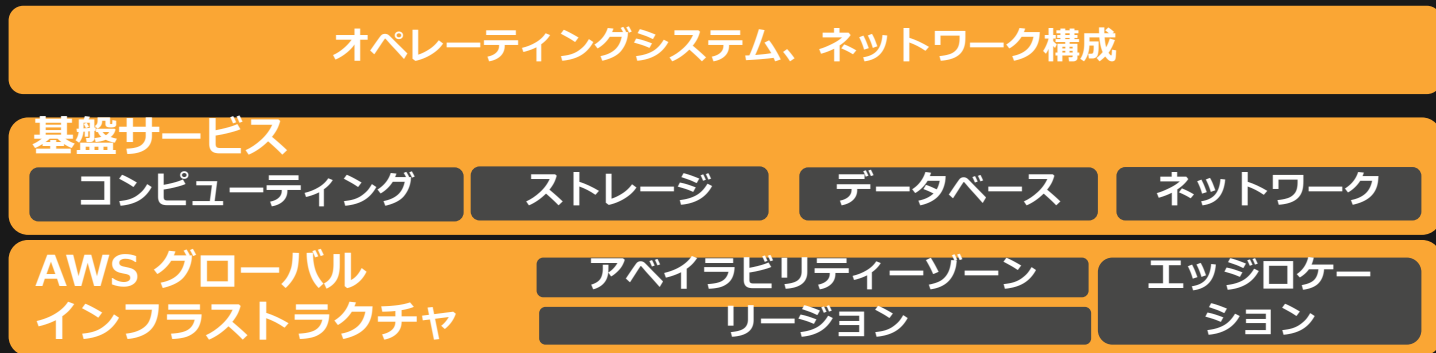 オペレーティングシステム、ネットワーク構成
基盤サービス
コンピューティング
ストレージ
データベース
ネットワーク
AWS グローバル
インフラストラクチャ
アベイラビリティーゾーン
リージョン
エッジロケー
ション